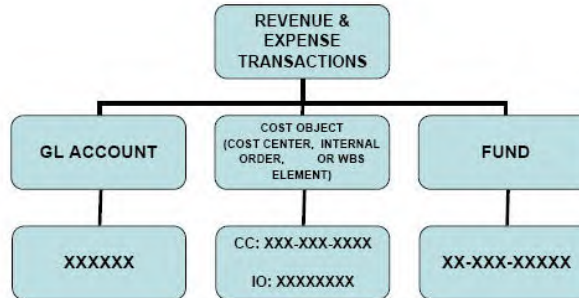 REVENUE &
EXPENSE
TRANSACTIONS
GL ACCOUNT
COST OBJECT
(COST CENTER, INTERNAL
ORDER, OR WBS
ELEMENT)
FUND
XXXXXX
CC: XXX-XXX-XXXX
IO: XXXXXXXX
XX-XXX-XXXXX